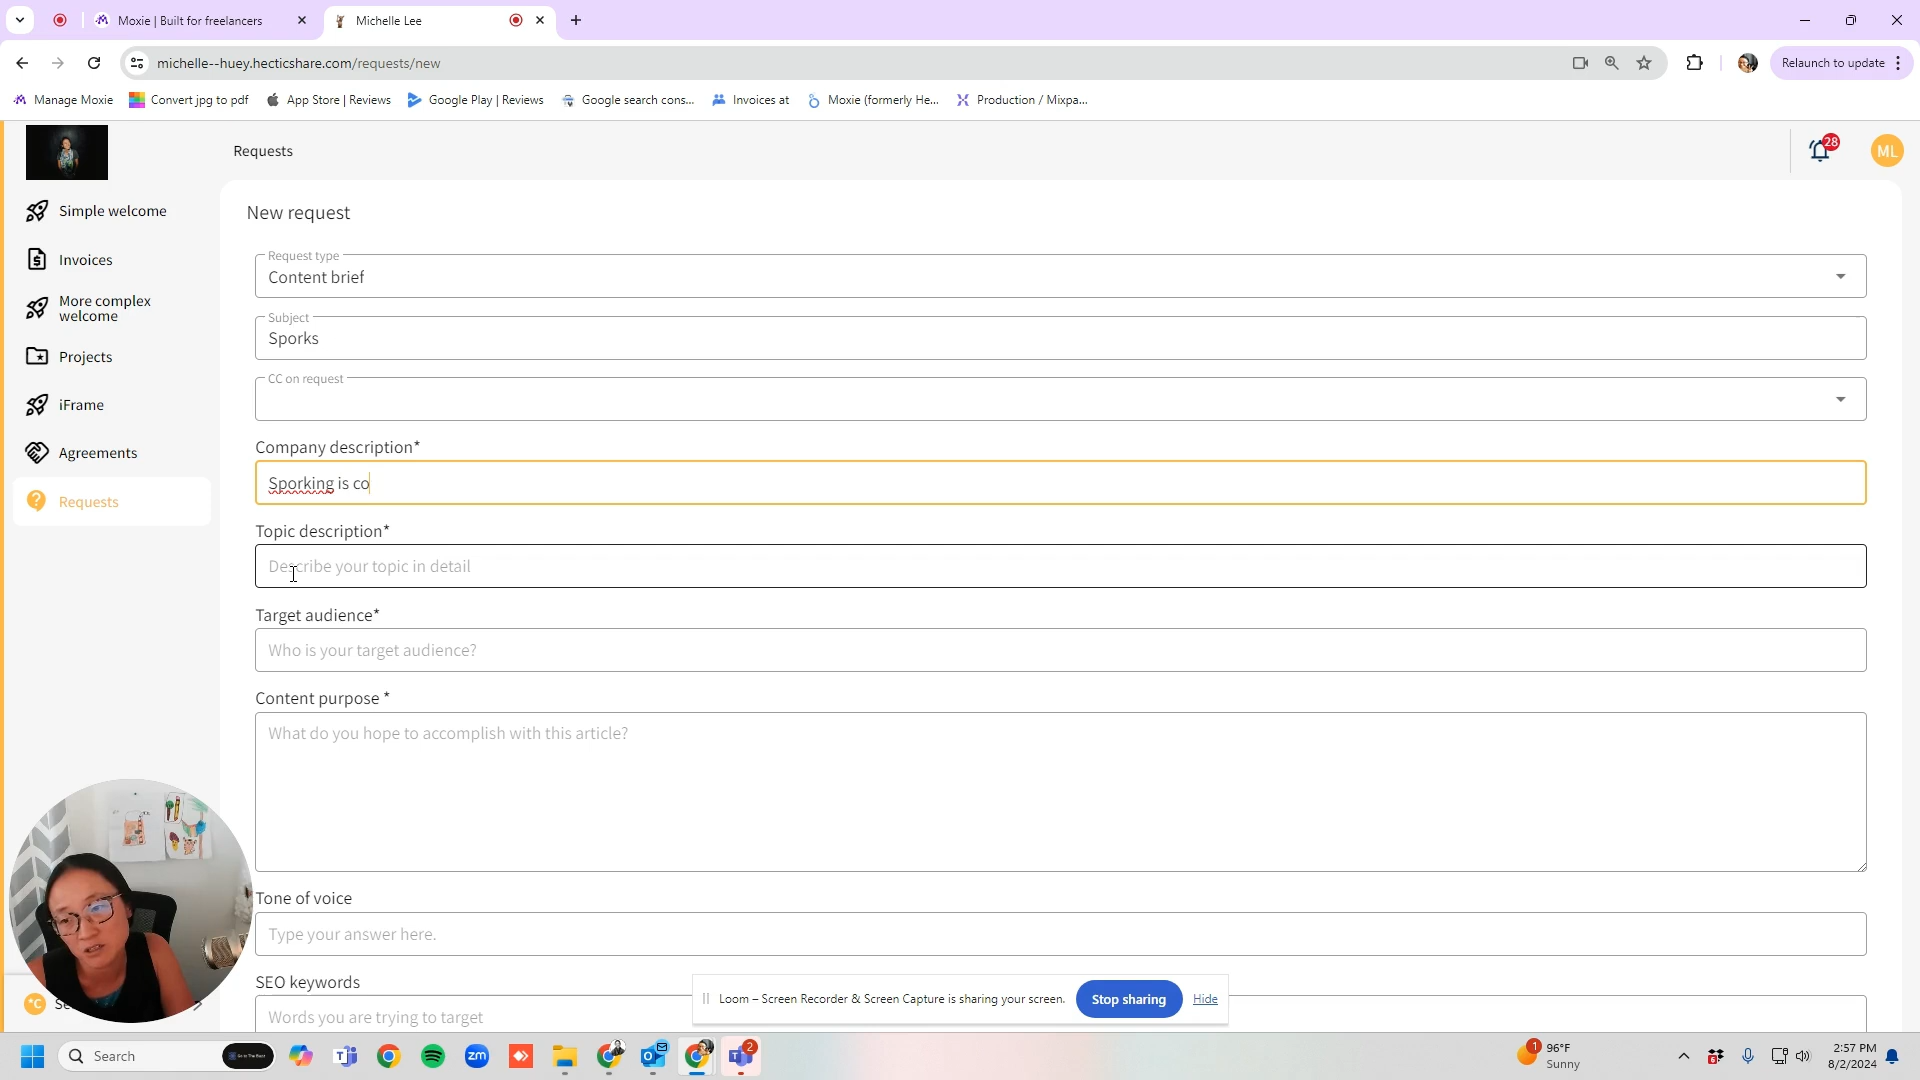 Moxie | Built for freelancers
Michelle Lee
michelle--huey.hecticshare.com/requests/new
Relaunch to update
Manage Moxie
Convert jpg to pdf
App Store | Reviews
Google Play | Reviews
Google search cons...
Invoices at
Moxie (formerly He...
Production / Mixpa...
Requests
28
ML
Simple welcome
Invoices
More complex
welcome
Projects
iFrame
Agreements
Requests
New request
Request type
Content brief
Subject
Sporks
CC on request
Company description*
Sporking is co
Topic description*
Describe your topic in detail
Target audience*
Who is your target audience?
Content purpose *
What do you hope to accomplish with this article?
Tone of voice
Type your answer here.
SEO keywords
Words you are trying to target
°C
Loom – Screen Recorder & Screen Capture is sharing your screen.
Stop sharing
Hide
Search
zm
2
1
96°F
Sunny
2:57 PM
8/2/2024